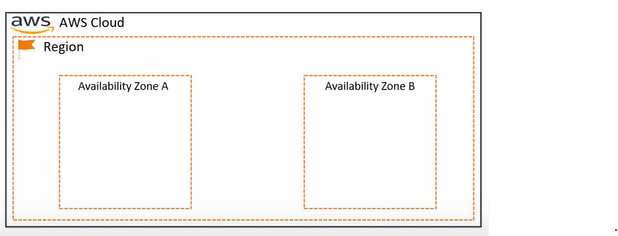 aws AWS Cloud
Region
Availability Zone A
Availability Zone B